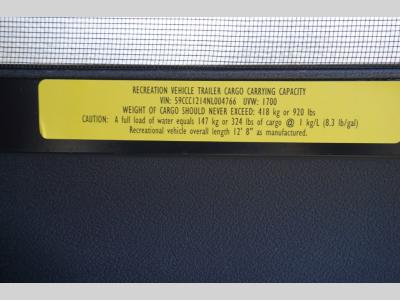 RECREATION VEHICLE TRAILER CARGO CARRYING CAPACITY
VIN: 59CCC1214NL004766 UVW: 1700
WEIGHT OF CARGO SHOULD NEVER EXCEED: 418 kg or 920 lbs
CAUTION: A full load of water equals 147 kg or 324 lbs of cargo @ 1 kg/L (8.3 lb/gal)
Recreational vehicle overall length 12' 8" as manufactured.